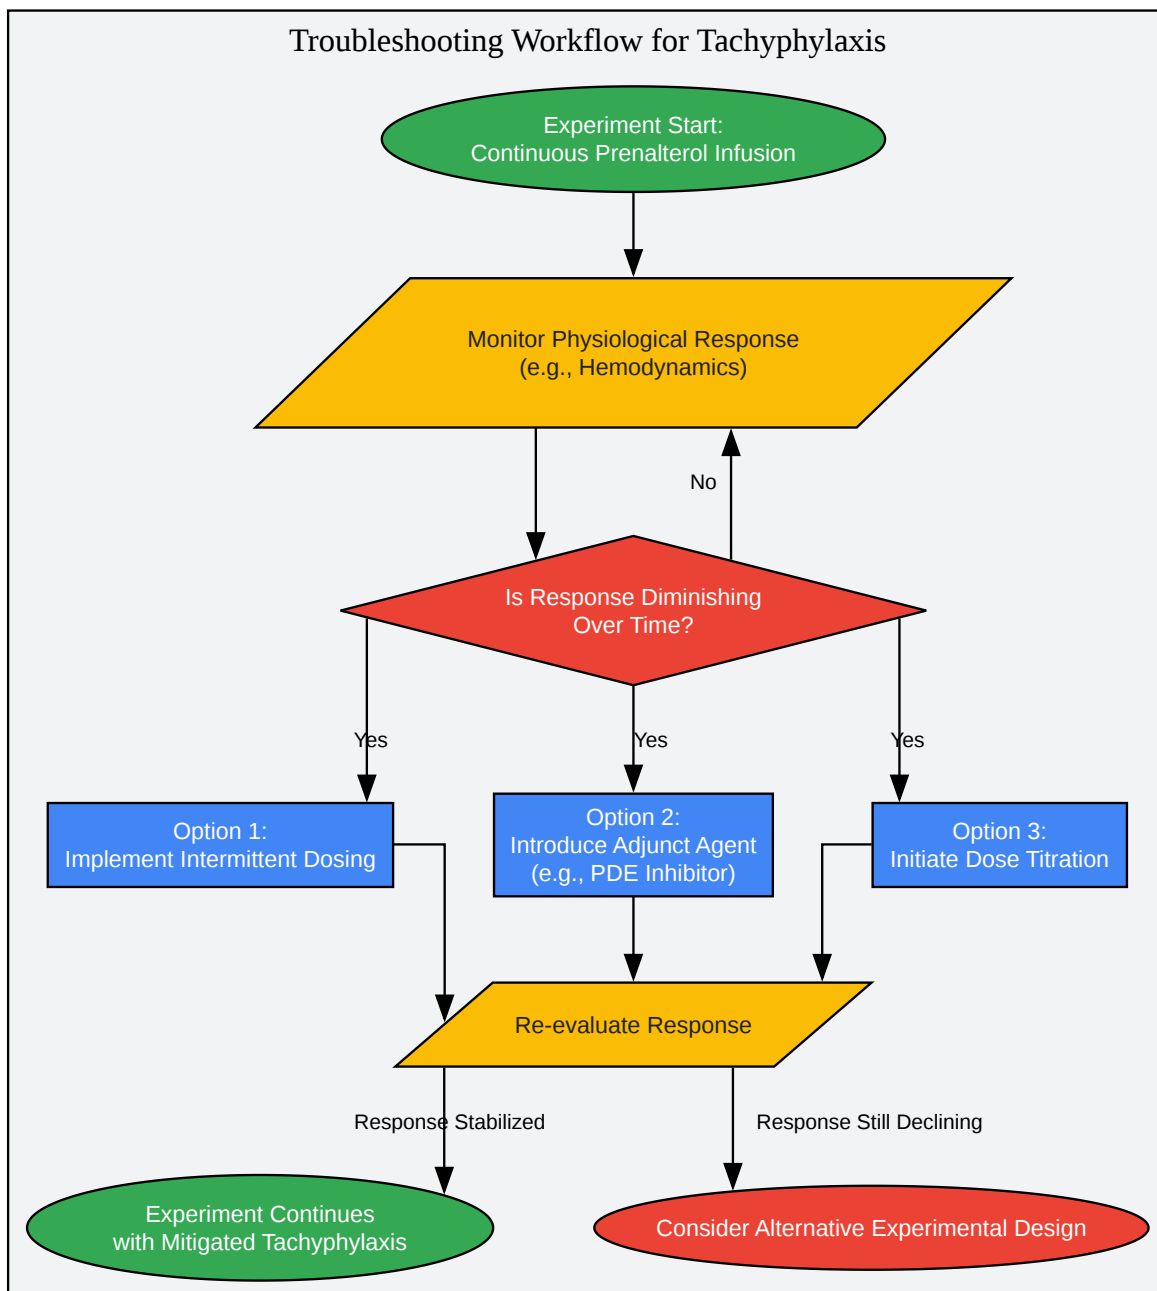 Troubleshooting Workflow for Tachyphylaxis
Experiment Start:
Continuous Prenalterol Infusion
Monitor Physiological Response
(e.g., Hemodynamics)
No
Is Response Diminishing
Over Time?
Yes
Yes
Yes
Option 1:
Implement Intermittent Dosing
Option 2:
Introduce Adjunct Agent
(e.g., PDE Inhibitor)
Option 3:
Initiate Dose Titration
Re-evaluate Response
Response Stabilized
Response Still Declining
Experiment Continues
with Mitigated Tachyphylaxis
Consider Alternative Experimental Design